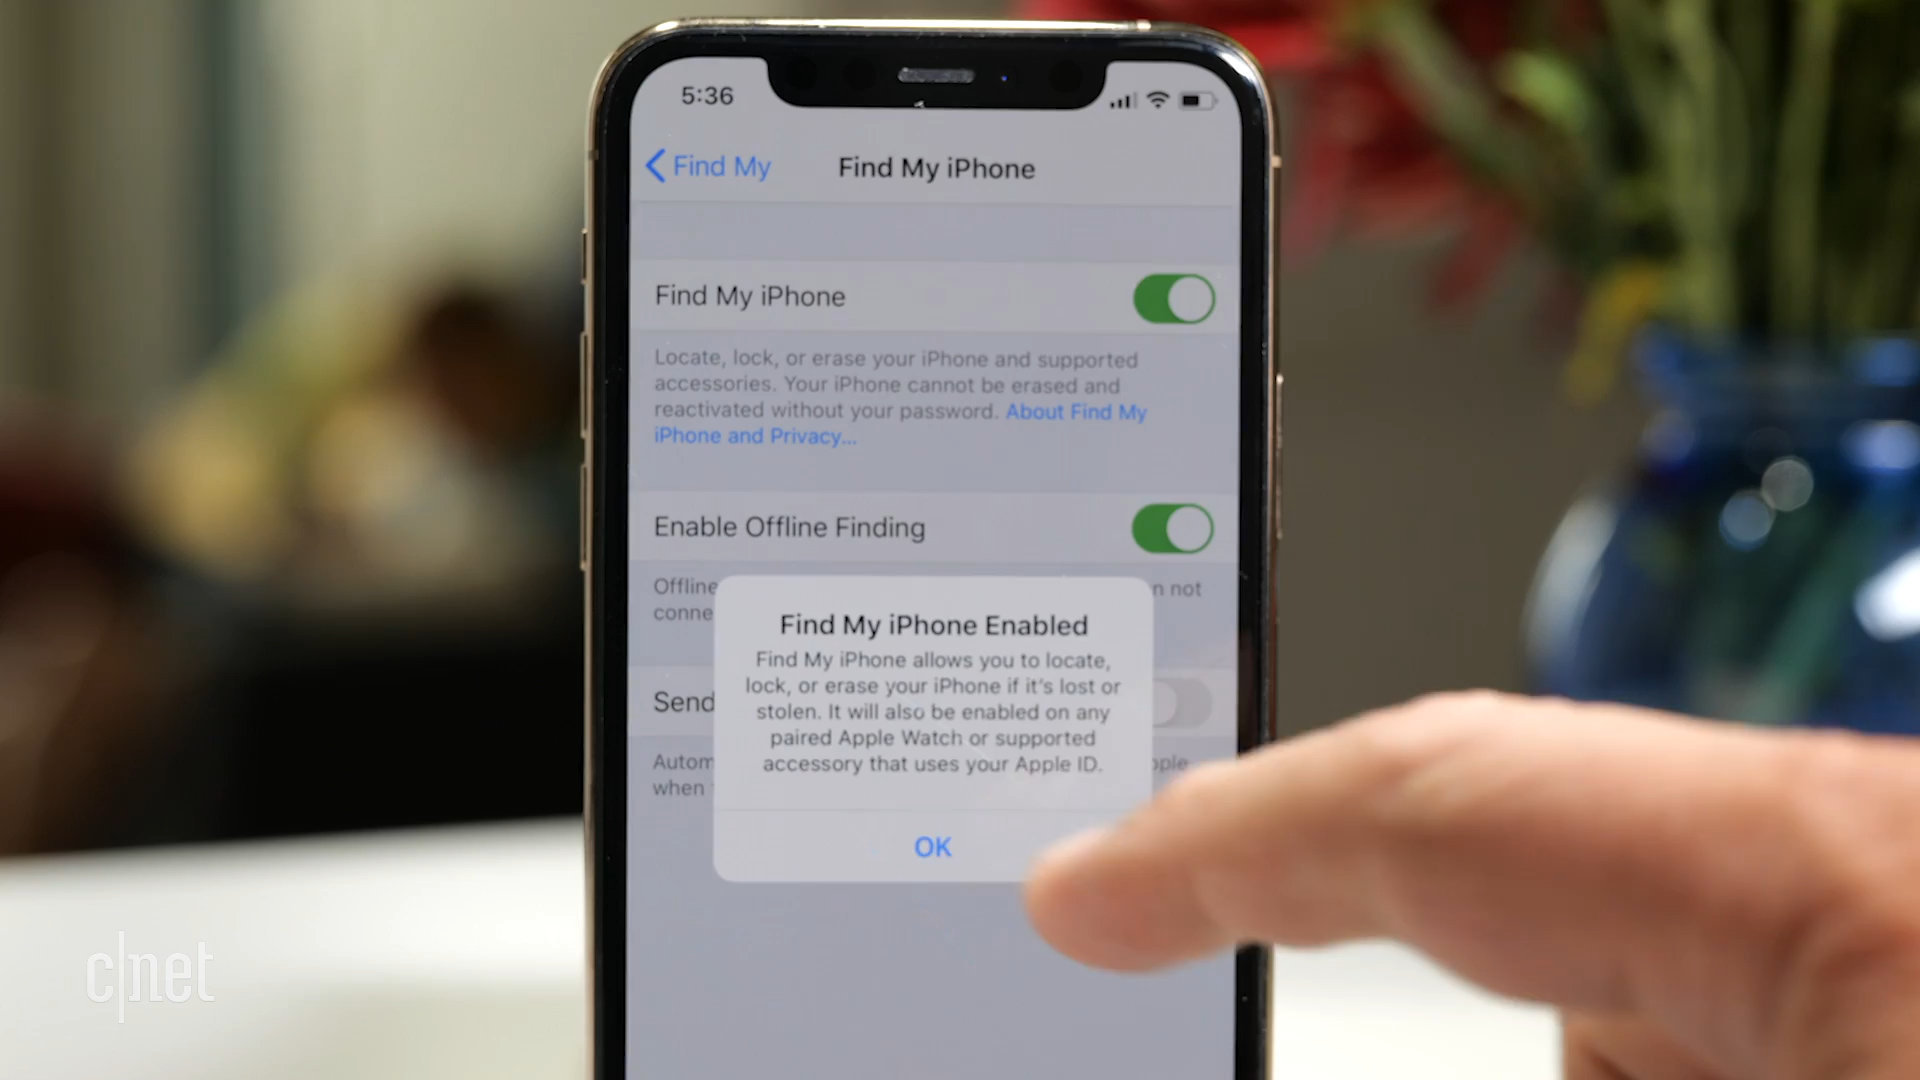 5:36
Find My
Find My iPhone
Find My iPhone
Locate, lock, or erase your iPhone and supported
accessories. Your iPhone cannot be erased and
reactivated without your password. About Find My
iPhone and Privacy...
Enable Offline Finding
Offline
n not
conne
Find My iPhone Enabled
Find My iPhone allows you to locate,
lock, or erase your iPhone if it's lost or
stolen. It will also be enabled on any
paired Apple Watch or supported
accessory that uses your Apple ID.
Send
Autom
pple
when
OK
c|net